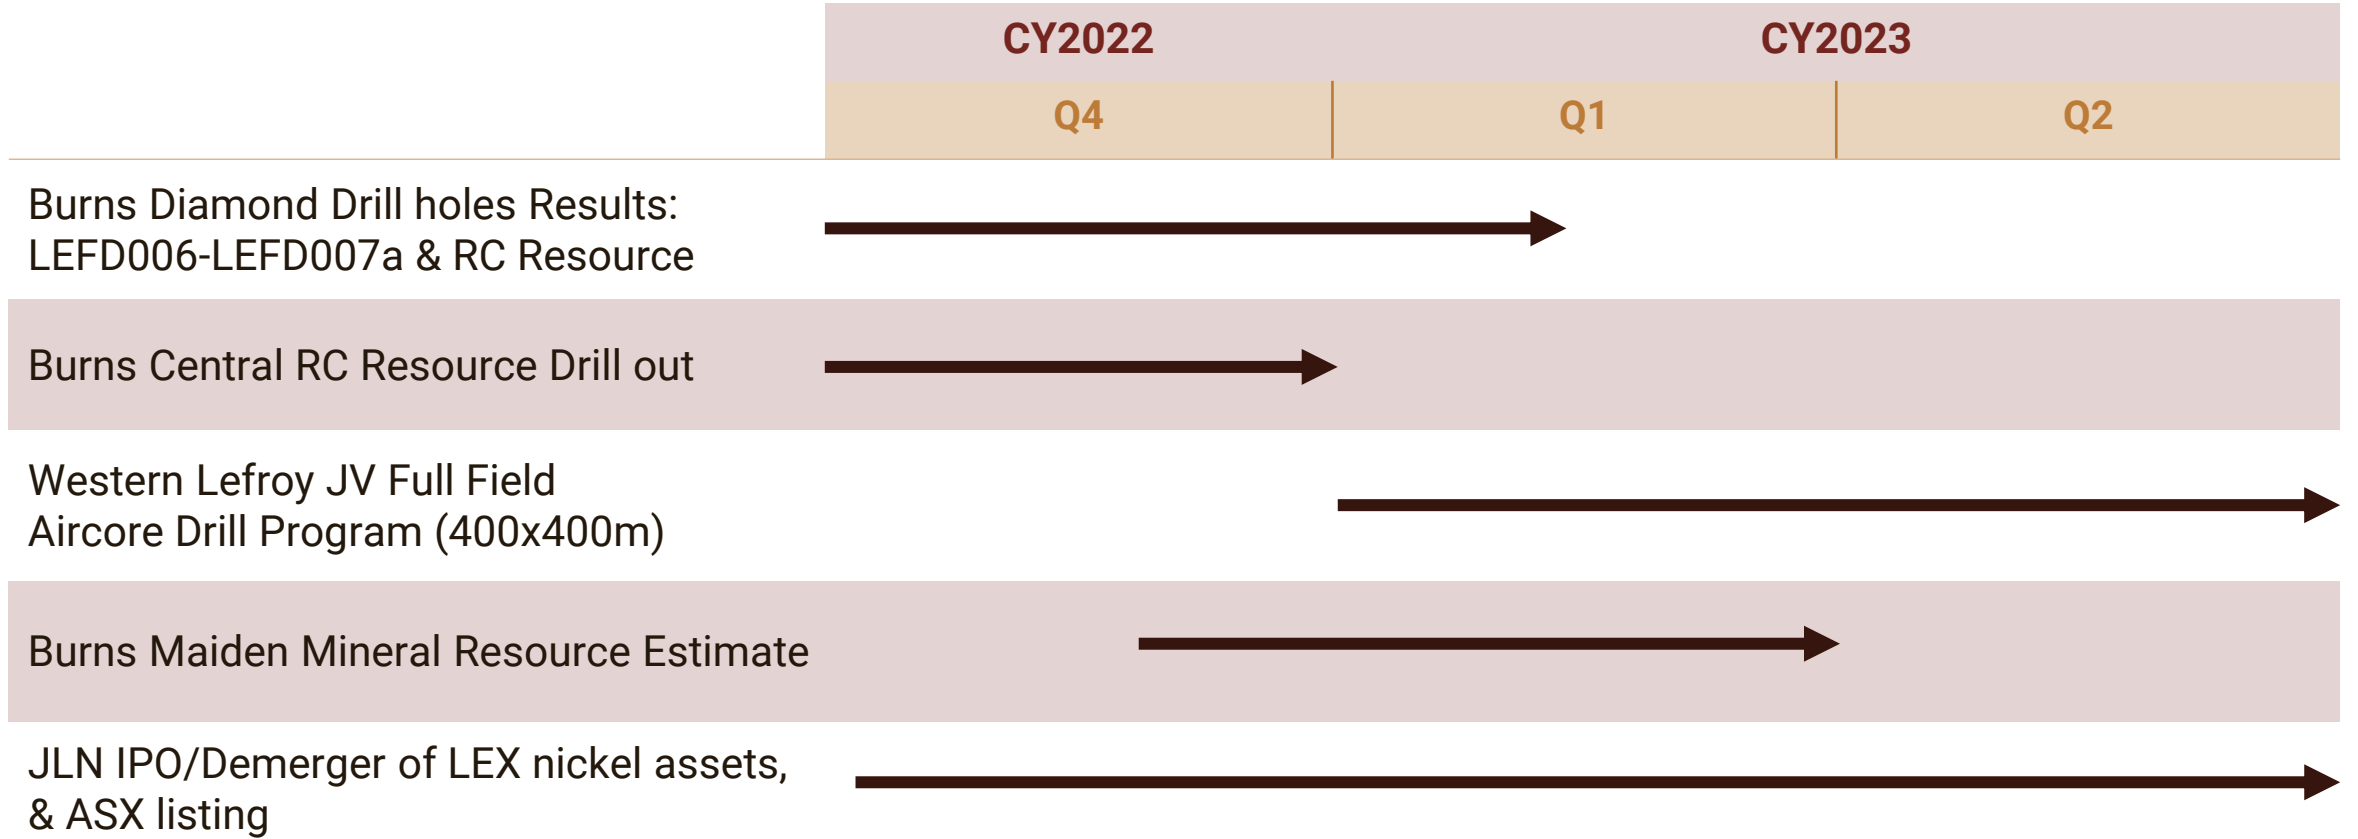 CY2022
CY2023
Q4
Q1
Q2
Burns Diamond Drill holes Results:
LEFD006-LEFD007a & RC Resource
Burns Central RC Resource Drill out
Western Lefroy JV Full Field
Aircore Drill Program (400x400m)
Burns Maiden Mineral Resource Estimate
JLN IPO/Demerger of LEX nickel assets,
& ASX listing